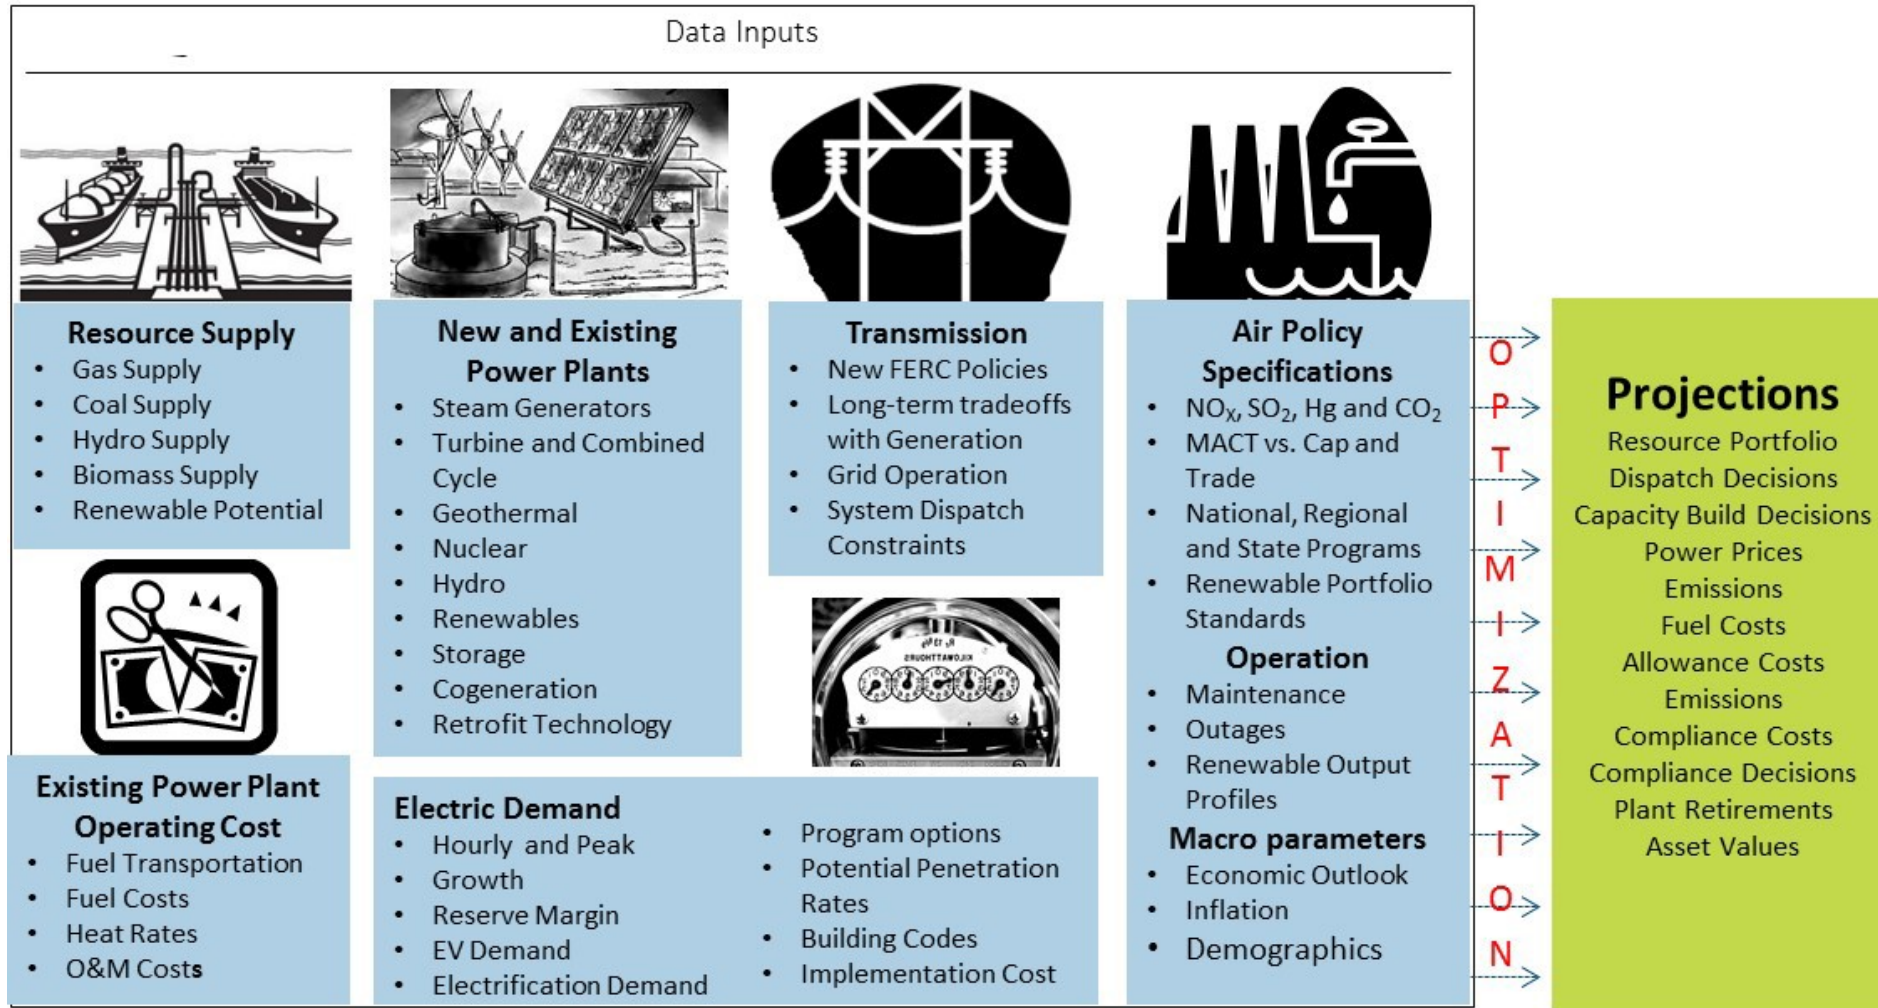 Data Inputs
Resource Supply
• Gas Supply
• Coal Supply
• Hydro Supply
• Biomass Supply
• Renewable Potential
Existing Power Plant
Operating Cost
• Fuel Transportation
• Fuel Costs
• Heat Rates
• O&M Costs
New and Existing
Power Plants
• Steam Generators
• Turbine and Combined
Cycle
• Geothermal
• Nuclear
• Hydro
• Renewables
• Storage
• Cogeneration
• Retrofit Technology
Transmission
• New FERC Policies
• Long-term tradeoffs
with Generation
• Grid Operation
• System Dispatch
Constraints
KILOWATTHOURS
Electric Demand
• Hourly and Peak
• Growth
• Reserve Margin
• EV Demand
• Electrification Demand
• Program options
• Potential Penetration
Rates
• Building Codes
• Implementation Cost
Air Policy
Specifications
• NOX, SO2, Hg and CO2
• MACT vs. Cap and
Trade
• National, Regional
and State Programs
• Renewable Portfolio
Standards
Operation
• Maintenance
• Outages
• Renewable Output
Profiles
Macro parameters
• Economic Outlook
• Inflation
• Demographics
OPTIMIZATION
Projections
Resource Portfolio
Dispatch Decisions
Capacity Build Decisions
Power Prices
Emissions
Fuel Costs
Allowance Costs
Emissions
Compliance Costs
Compliance Decisions
Plant Retirements
Asset Values